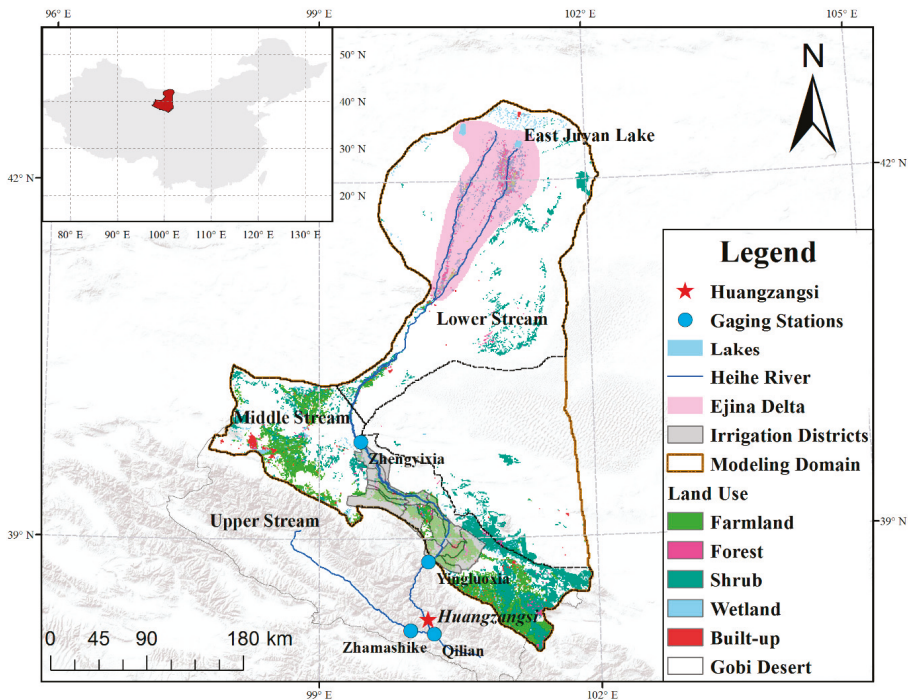 96° E
99° E
102° E
105° E
50° N
40° N
30° N
20° N
80° E
90° E
100° E
110° E
120° E
130° E
N
42° N
42° N
39° N
39° N
East Juyan Lake
Lower Stream
Middle Stream
Zhengyixia
Upper Stream
Yingluoxia
Huangzangsi
Zhamashike
Qilian
0 45 90 180 km
99° E
102° E
Legend
Huangzangsi
Gaging Stations
Lakes
Heihe River
Ejina Delta
Irrigation Districts
Modeling Domain
Land Use
Farmland
Forest
Shrub
Wetland
Built-up
Gobi Desert